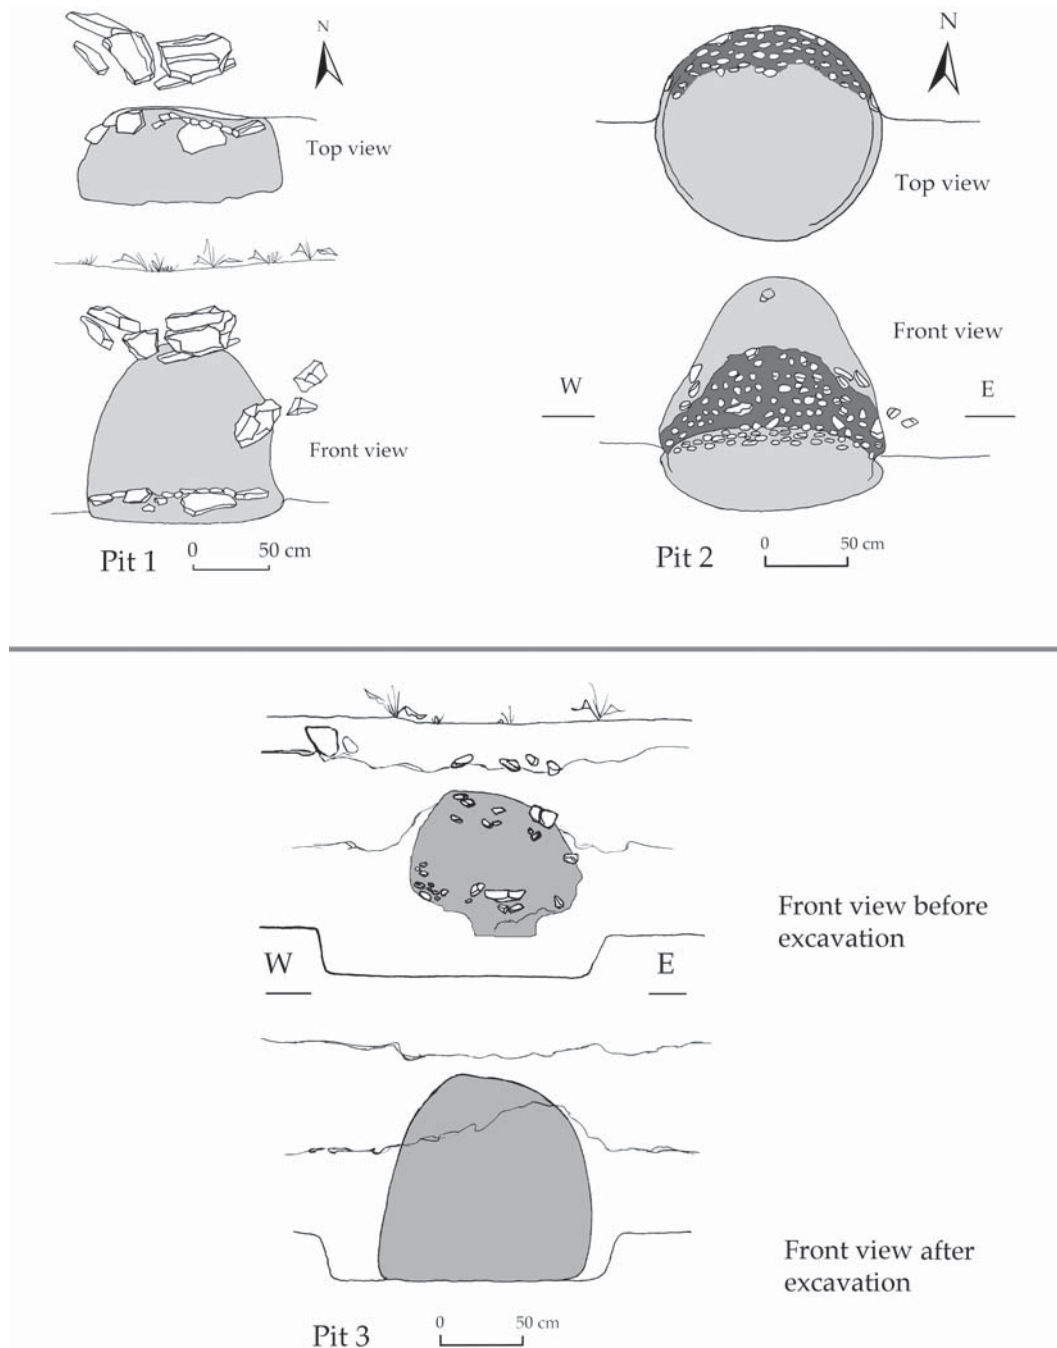 N
Top view
Front view
Pit 1
0 50 cm
N
Top view
Front view
W
E
Pit 2
0 50 cm
Front view before
excavation
W
E
Front view after
excavation
Pit 3
0 50 cm